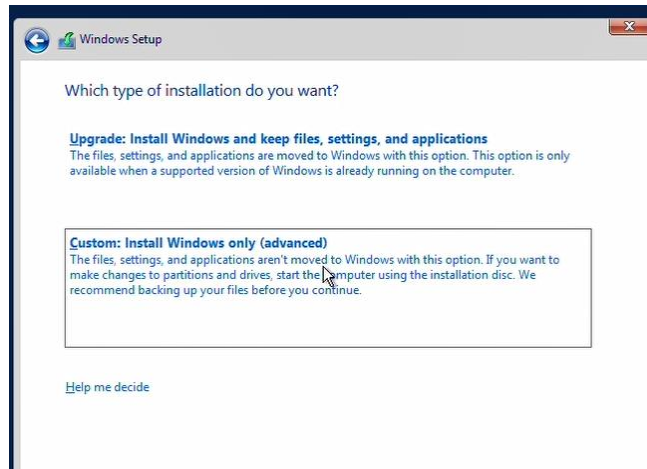 Windows Setup
Which type of installation do you want?
Upgrade: Install Windows and keep files, settings, and applications
The files, settings, and applications are moved to Windows with this option. This option is only
available when a supported version of Windows is already running on the computer.
Custom: Install Windows only (advanced)
The files, settings, and applications aren't moved to Windows with this option. If you want to
make changes to partitions and drives, start the computer using the installation disc. We
recommend backing up your files before you continue.
Help me decide